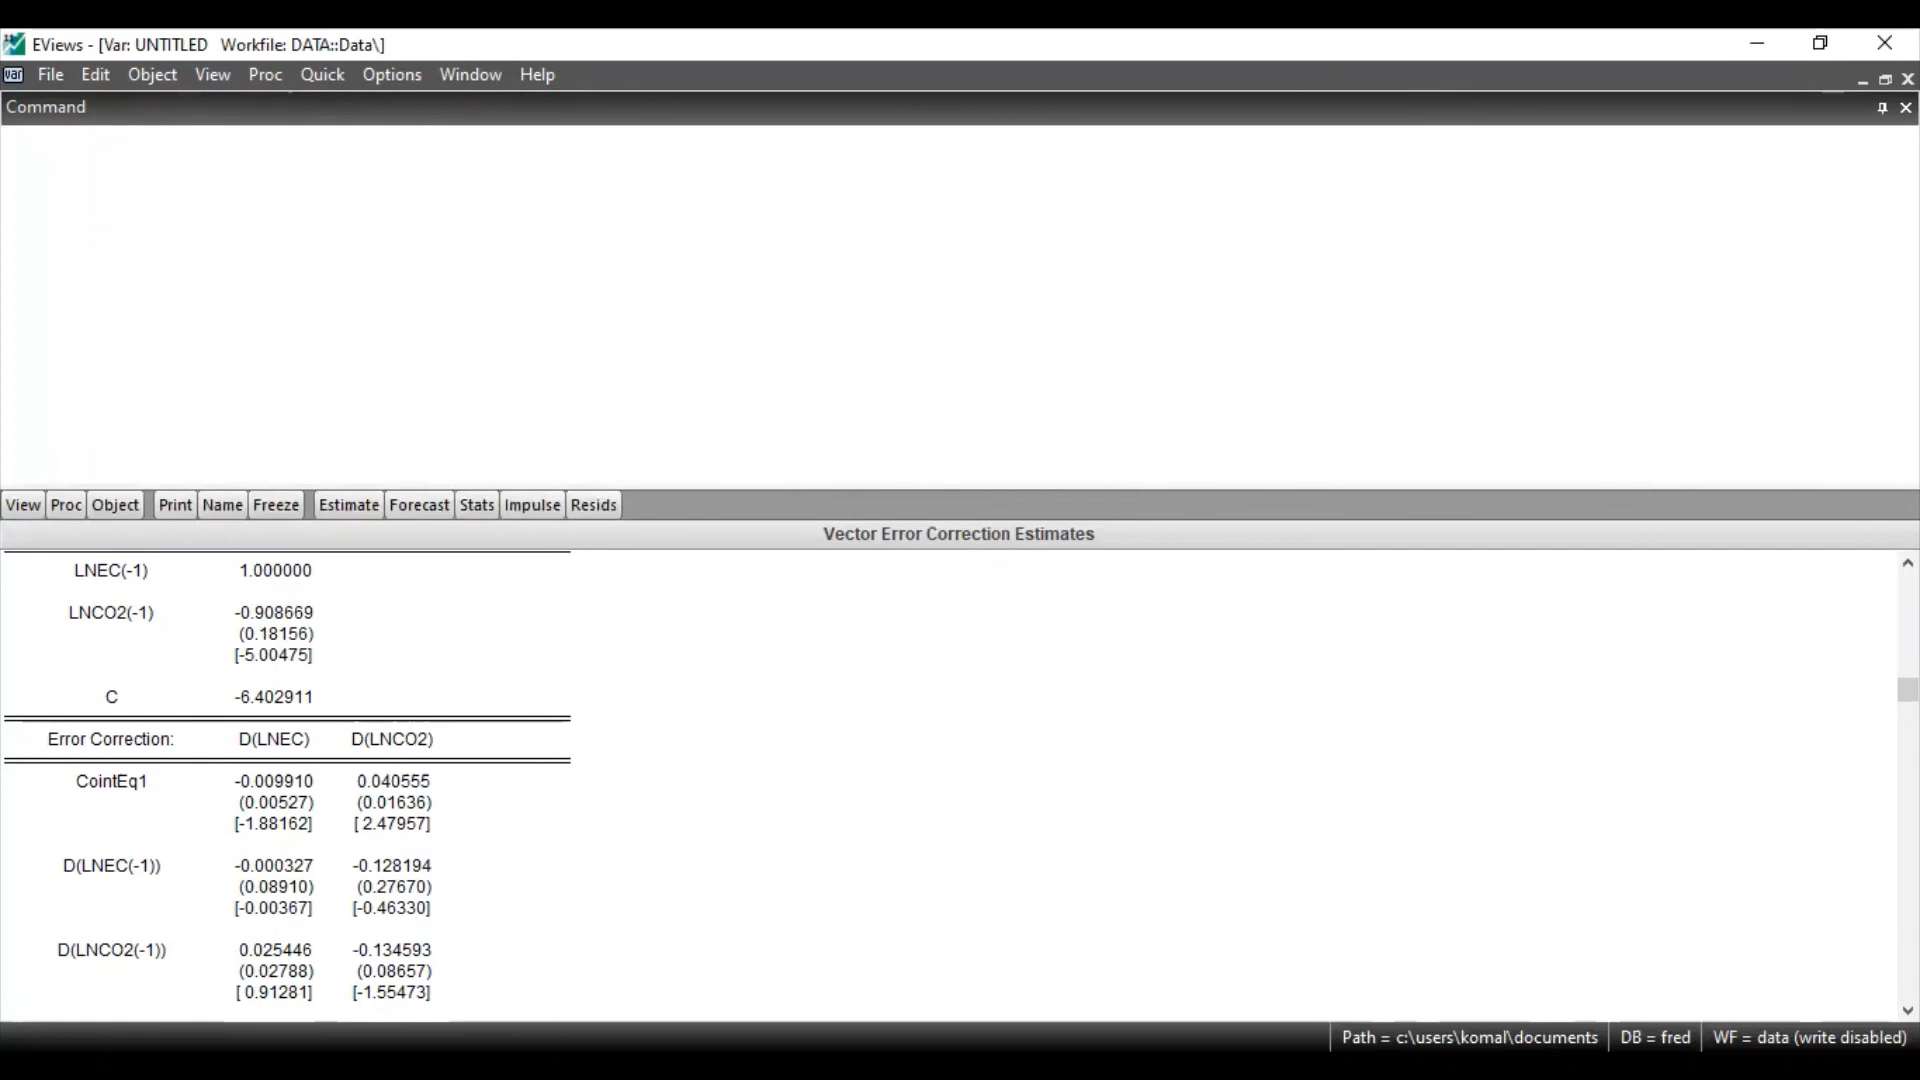 EViews - [Var: UNTITLED Workfile: DATA::Data\]
var File Edit Object View Proc Quick Options Window Help
Command
View Proc Object Print Name Freeze Estimate Forecast Stats Impulse Resids
Vector Error Correction Estimates
LNEC(-1) 1.000000
LNCO2(-1) -0.908669
(0.18156)
[-5.00475]
C -6.402911
Error Correction: D(LNEC) D(LNCO2)
CointEq1 -0.009910 0.040555
(0.00527) (0.01636)
[-1.88162] [ 2.47957]
D(LNEC(-1)) -0.000327 -0.128194
(0.08910) (0.27670)
[-0.00367] [-0.46330]
D(LNCO2(-1)) 0.025446 -0.134593
(0.02788) (0.08657)
[ 0.91281] [-1.55473]
Path = c:\users\komal\documents DB = fred WF = data (write disabled)